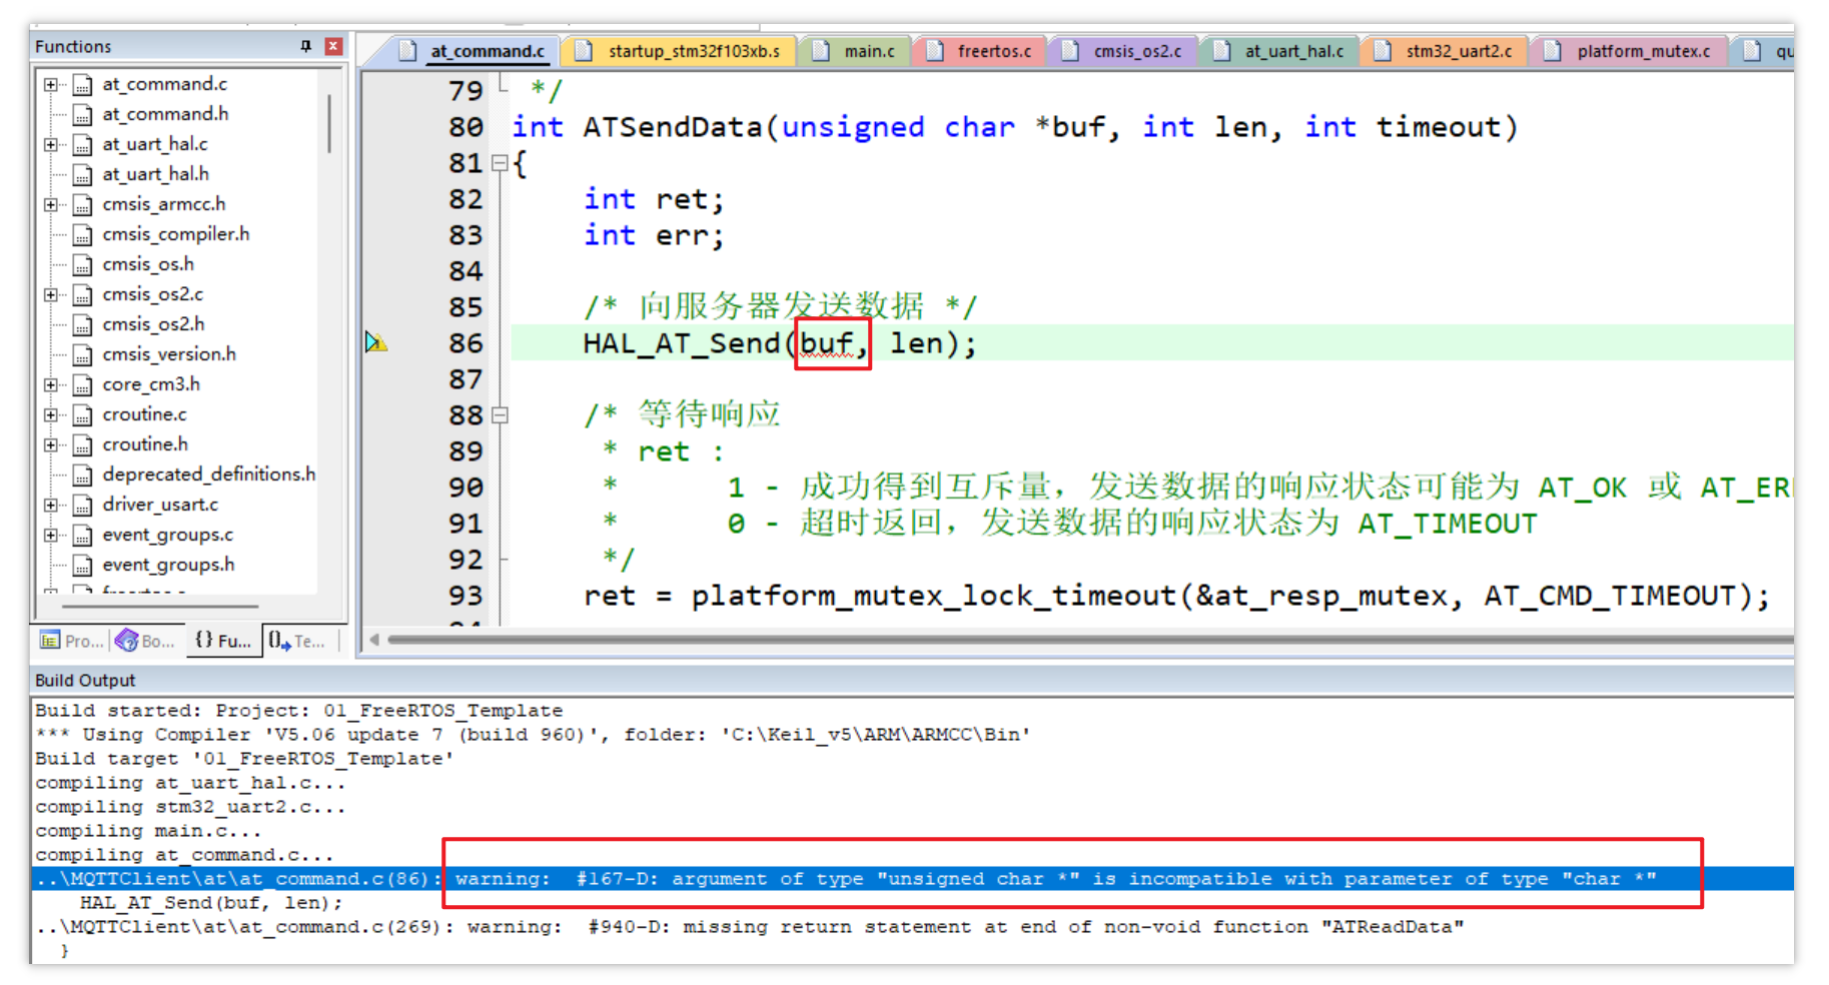 Functions
at_command.c
startup_stm32f103xb.s
main.c
freertos.c
cmsis_os2.c
at_uart_hal.c
stm32_uart2.c
platform_mutex.c
qu
at_command.c
at_command.h
at_uart_hal.c
at_uart_hal.h
cmsis_armcc.h
cmsis_compiler.h
cmsis_os.h
cmsis_os2.c
cmsis_os2.h
cmsis_version.h
core_cm3.h
croutine.c
croutine.h
deprecated_definitions.h
driver_usart.c
event_groups.c
event_groups.h
Pro...
Bo...
{} Fu...
Te...
79 */
80 int ATSendData(unsigned char *buf, int len, int timeout)
81 {
82 int ret;
83 int err;
84
85 /* 向服务器发送数据 */
86 HAL_AT_Send(buf, len);
87
88 /* 等待响应
89 * ret :
90 * 1 - 成功得到互斥量，发送数据的响应状态可能为 AT_OK 或 AT_ER
91 * 0 - 超时返回，发送数据的响应状态为 AT_TIMEOUT
92 */
93 ret = platform_mutex_lock_timeout(&at_resp_mutex, AT_CMD_TIMEOUT);
Build Output
Build started: Project: 01_FreeRTOS_Template
*** Using Compiler 'V5.06 update 7 (build 960)', folder: 'C:\Keil_v5\ARM\ARMCC\Bin'
Build target '01_FreeRTOS_Template'
compiling at_uart_hal.c...
compiling stm32_uart2.c...
compiling main.c...
compiling at_command.c...
..\MQTTClient\at\at_command.c(86): warning:  #167-D: argument of type "unsigned char *" is incompatible with parameter of type "char *"
HAL_AT_Send(buf, len);
..\MQTTClient\at\at_command.c(269): warning:  #940-D: missing return statement at end of non-void function "ATReadData"
}